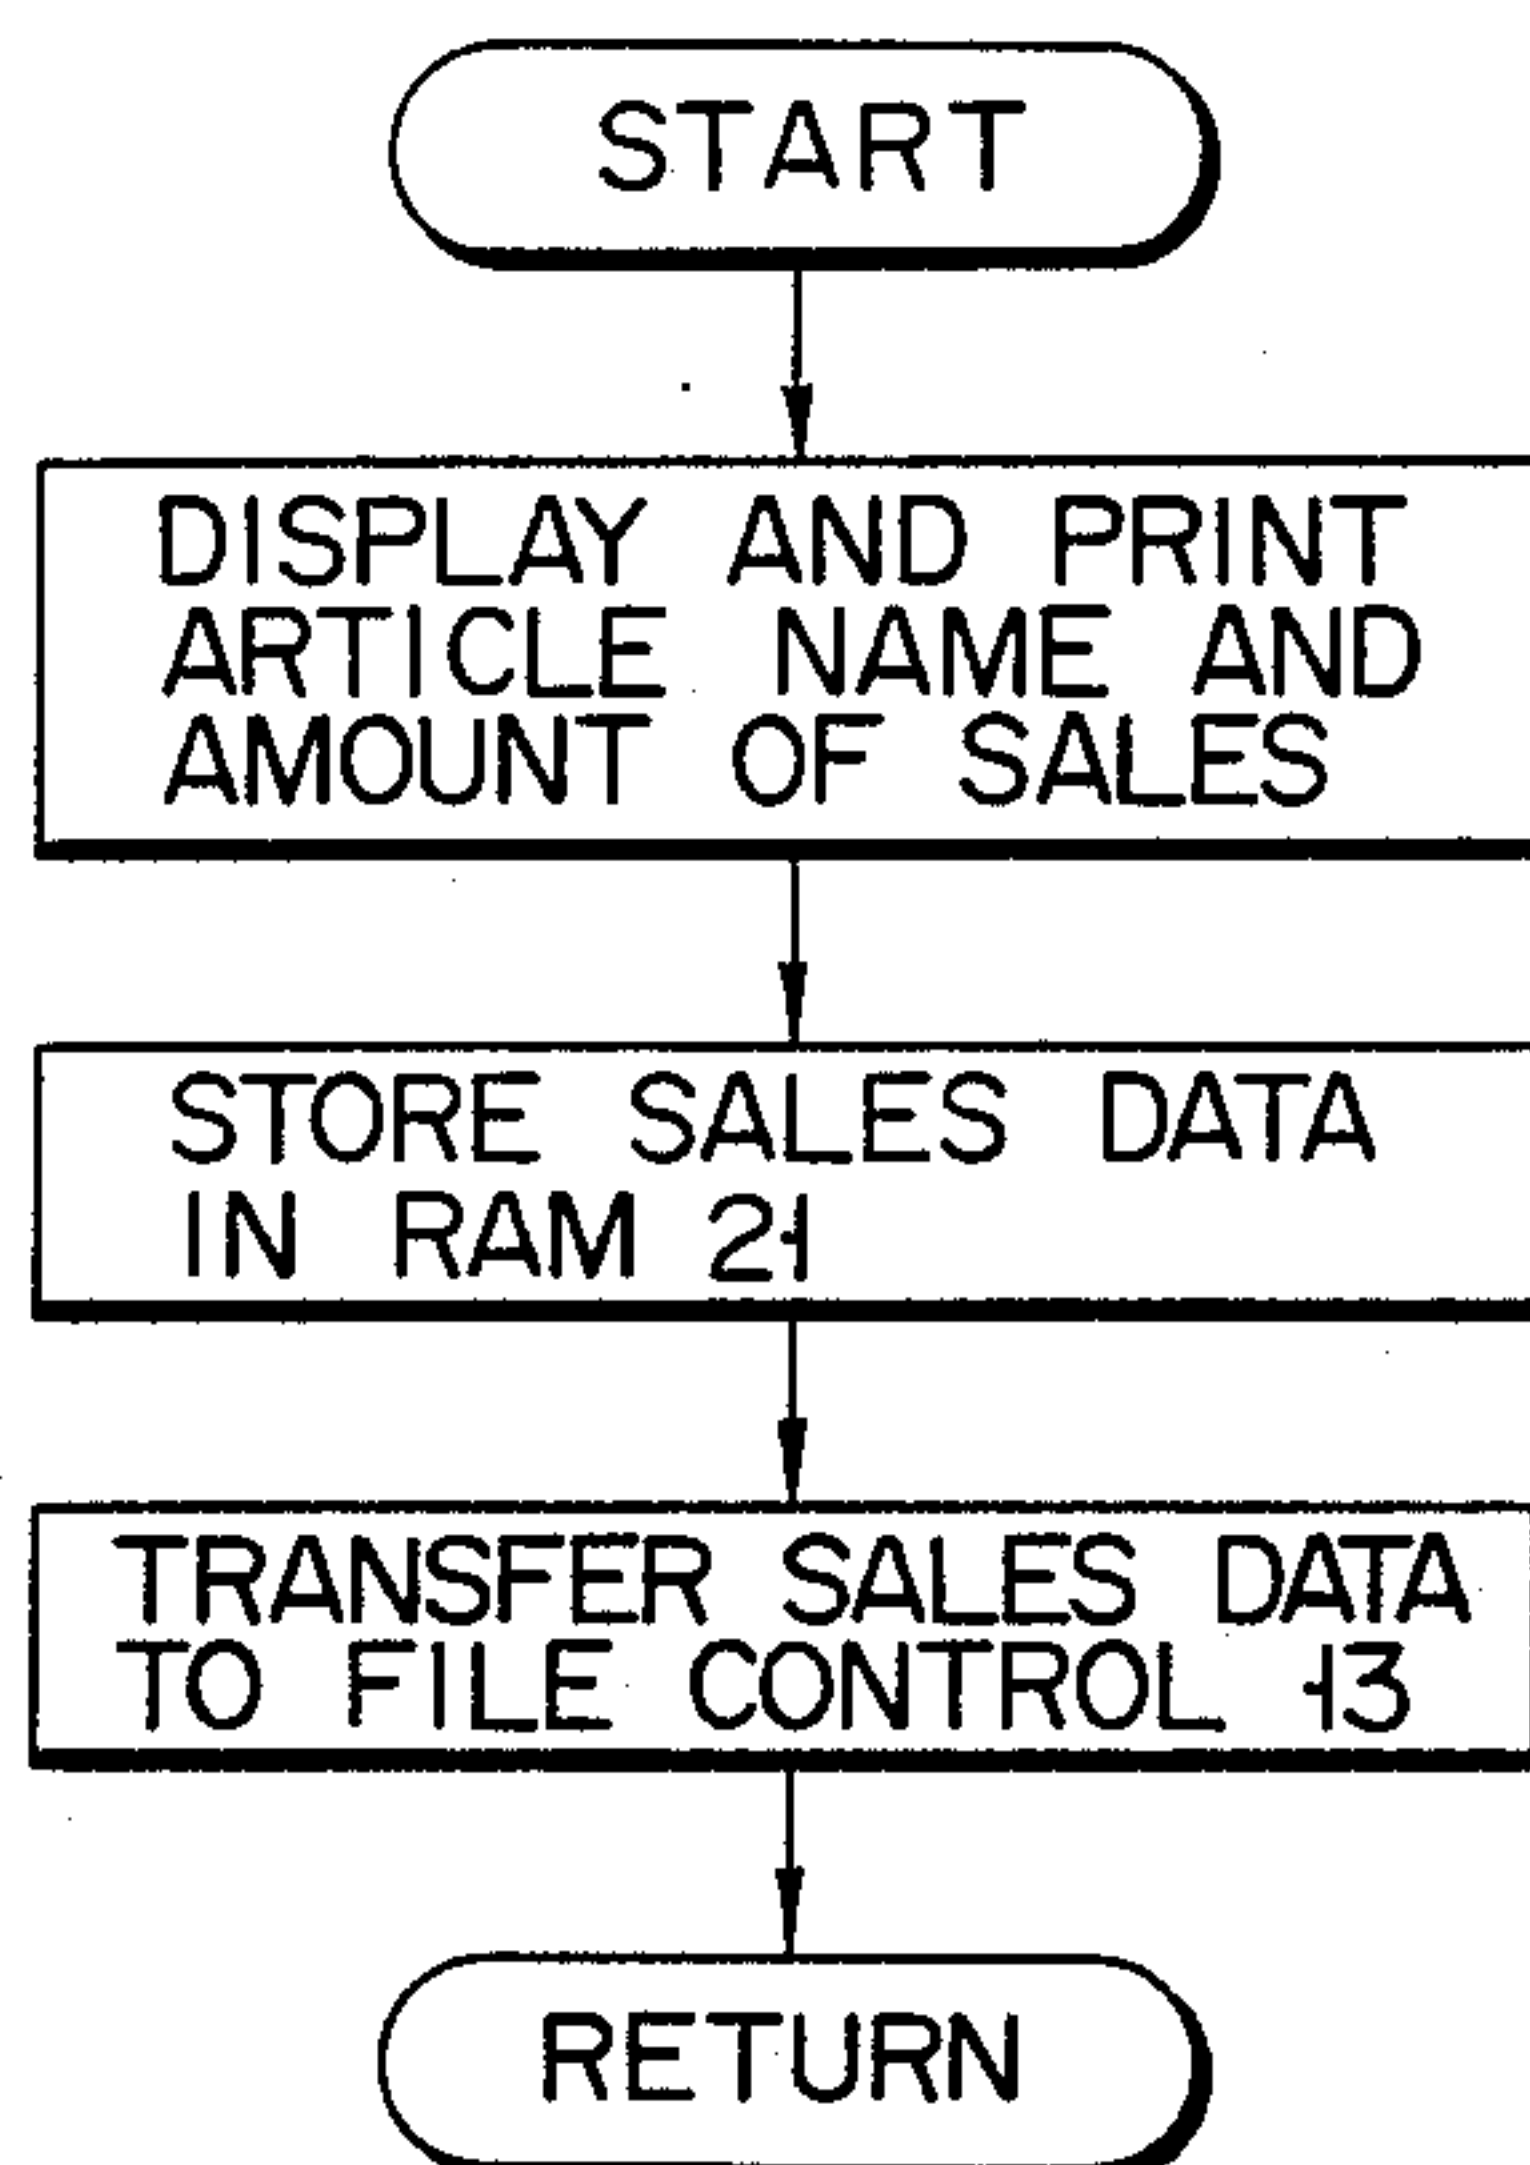 START
DISPLAY AND PRINT
ARTICLE NAME AND
AMOUNT OF SALES
STORE SALES DATA
IN RAM 21
TRANSFER SALES DATA
TO FILE CONTROL 13
RETURN